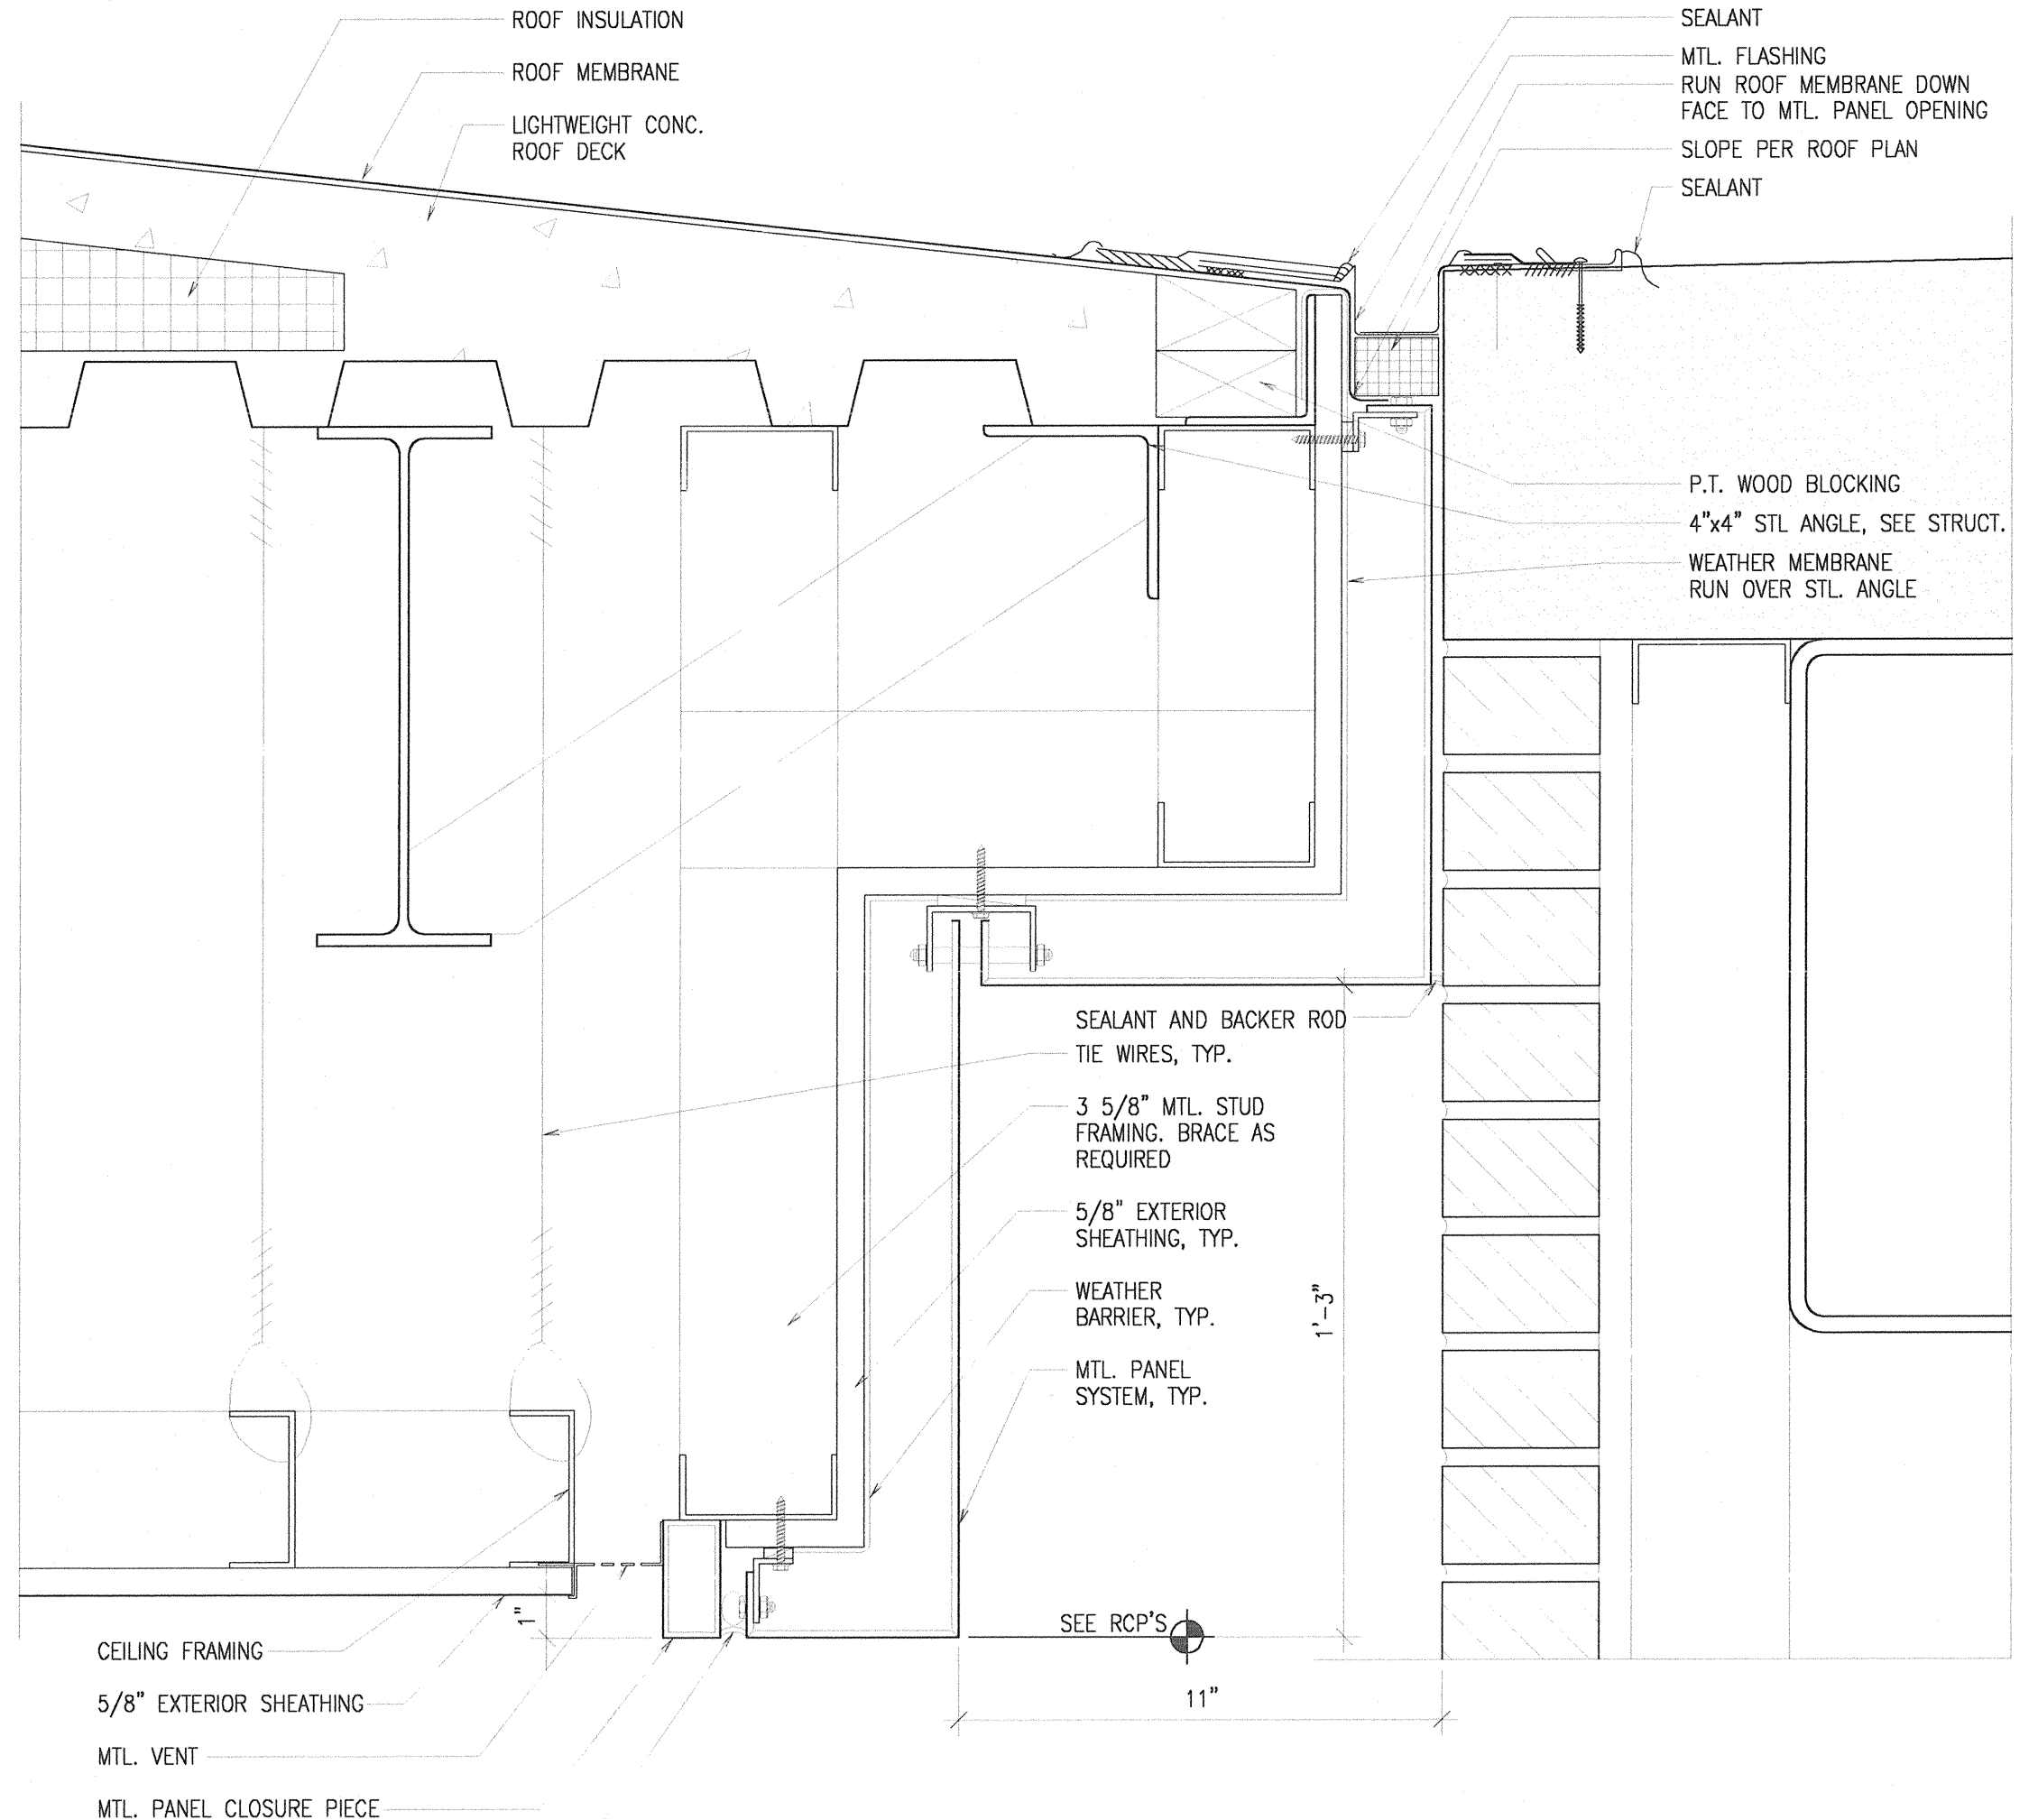 ROOF INSULATION
ROOF MEMBRANE
LIGHTWEIGHT CONC.
ROOF DECK
SEALANT
MTL. FLASHING
RUN ROOF MEMBRANE DOWN
FACE TO MTL. PANEL OPENING
SLOPE PER ROOF PLAN
SEALANT
P.T. WOOD BLOCKING
4"x4" STL ANGLE, SEE STRUCT.
WEATHER MEMBRANE
RUN OVER STL. ANGLE
SEALANT AND BACKER ROD
TIE WIRES, TYP.
3 5/8" MTL. STUD
FRAMING. BRACE AS
REQUIRED
5/8" EXTERIOR
SHEATHING, TYP.
WEATHER
BARRIER, TYP.
MTL. PANEL
SYSTEM, TYP.
1'-3"
1"
SEE RCP'S
11"
CEILING FRAMING
5/8" EXTERIOR SHEATHING
MTL. VENT
MTL. PANEL CLOSURE PIECE